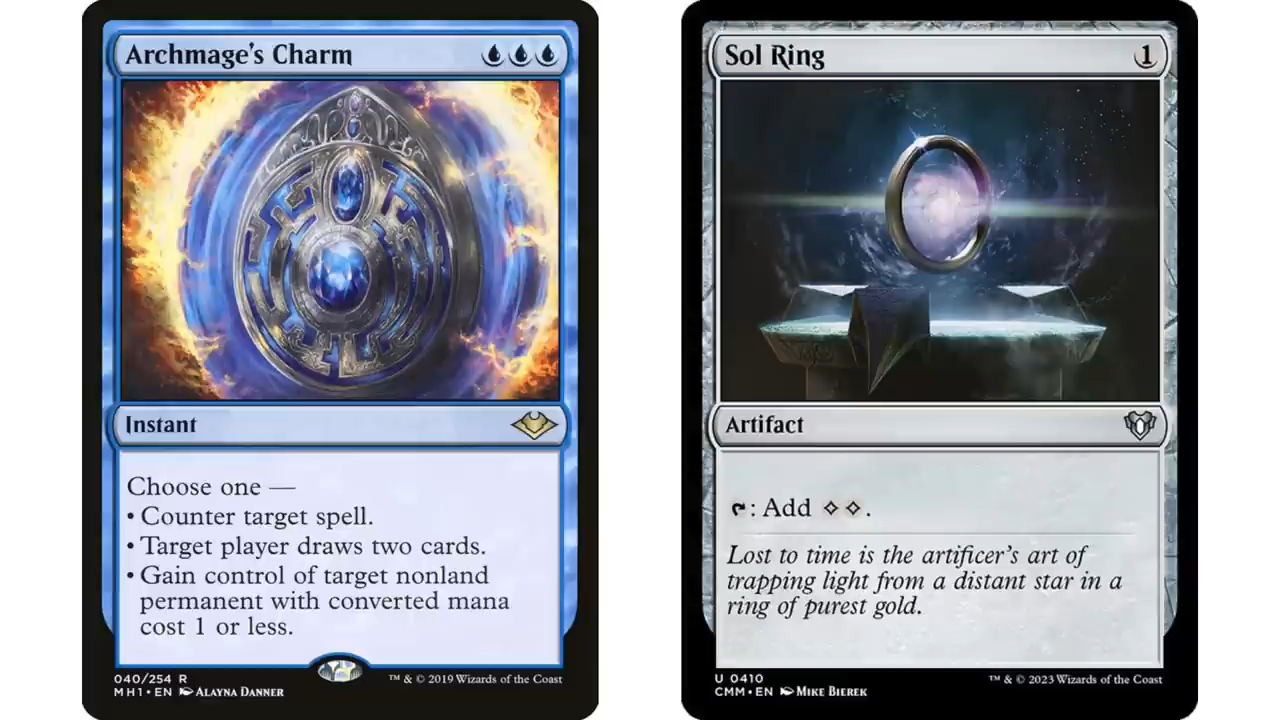 Archmage's Charm
Instant
Choose one —
• Counter target spell.
• Target player draws two cards.
• Gain control of target nonland
permanent with converted mana
cost 1 or less.
040/254 R
MH1 • EN Alayna Danner
™ & © 2019 Wizards of the Coast
Sol Ring 1
Artifact
: Add .
Lost to time is the artificer's art of
trapping light from a distant star in a
ring of purest gold.
U 0410
CMM • EN Mike Bierek
™ & © 2023 Wizards of the Coast